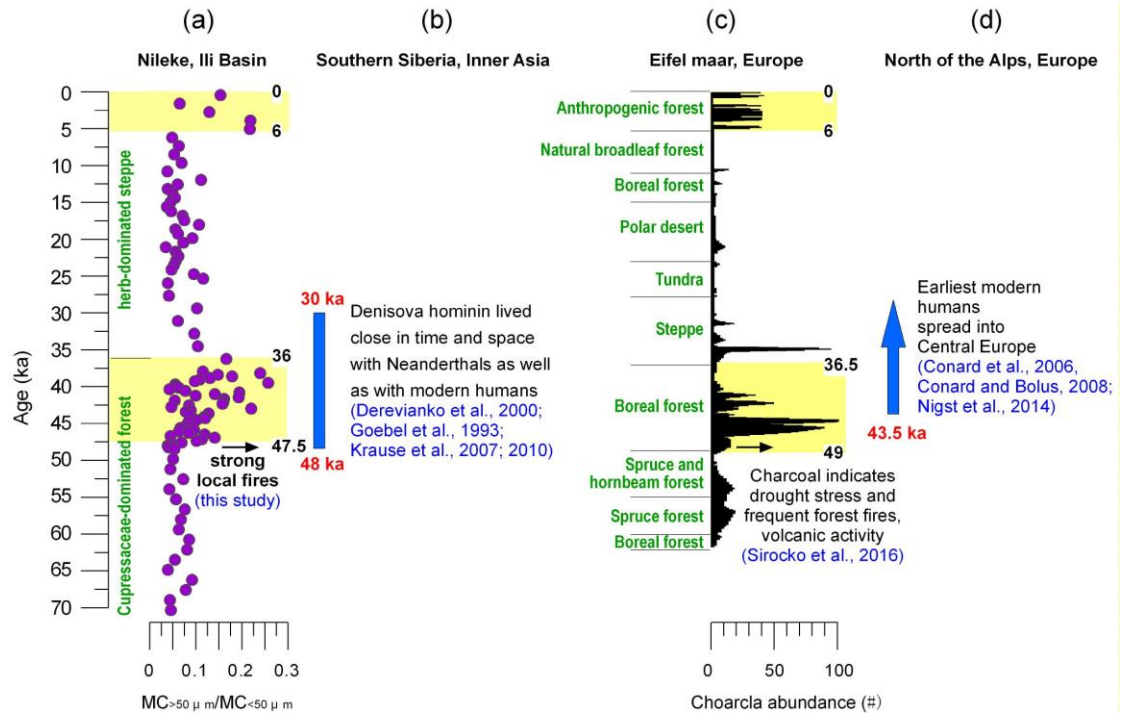 (a)
(b)
(c)
(d)
Nileke, Ili Basin
Southern Siberia, Inner Asia
Eifel maar, Europe
North of the Alps, Europe
Age (ka)
0
5
10
15
20
25
30
35
40
45
50
55
60
65
70
herb-dominated steppe
Cupressaceae-dominated forest
0
6
36
47.5
strong
local fires
(this study)
0
0.1
0.2
0.3
MC>50 μm/MC<50 μm
30 ka
48 ka
Denisova hominin lived
close in time and space
with Neanderthals as well
as with modern humans
(Derevianko et al., 2000;
Goebel et al., 1993;
Krause et al., 2007; 2010)
Anthropogenic forest
Natural broadleaf forest
Boreal forest
Polar desert
Tundra
Steppe
Boreal forest
Spruce and
hornbeam forest
Spruce forest
Boreal forest
0
6
36.5
49
Charcoal indicates
drought stress and
frequent forest fires,
volcanic activity
(Sirocko et al., 2016)
0
50
100
Choarcla abundance (#)
Earliest modern
humans
spread into
Central Europe
(Conard et al., 2006,
Conard and Bolus, 2008;
Nigst et al., 2014)
43.5 ka